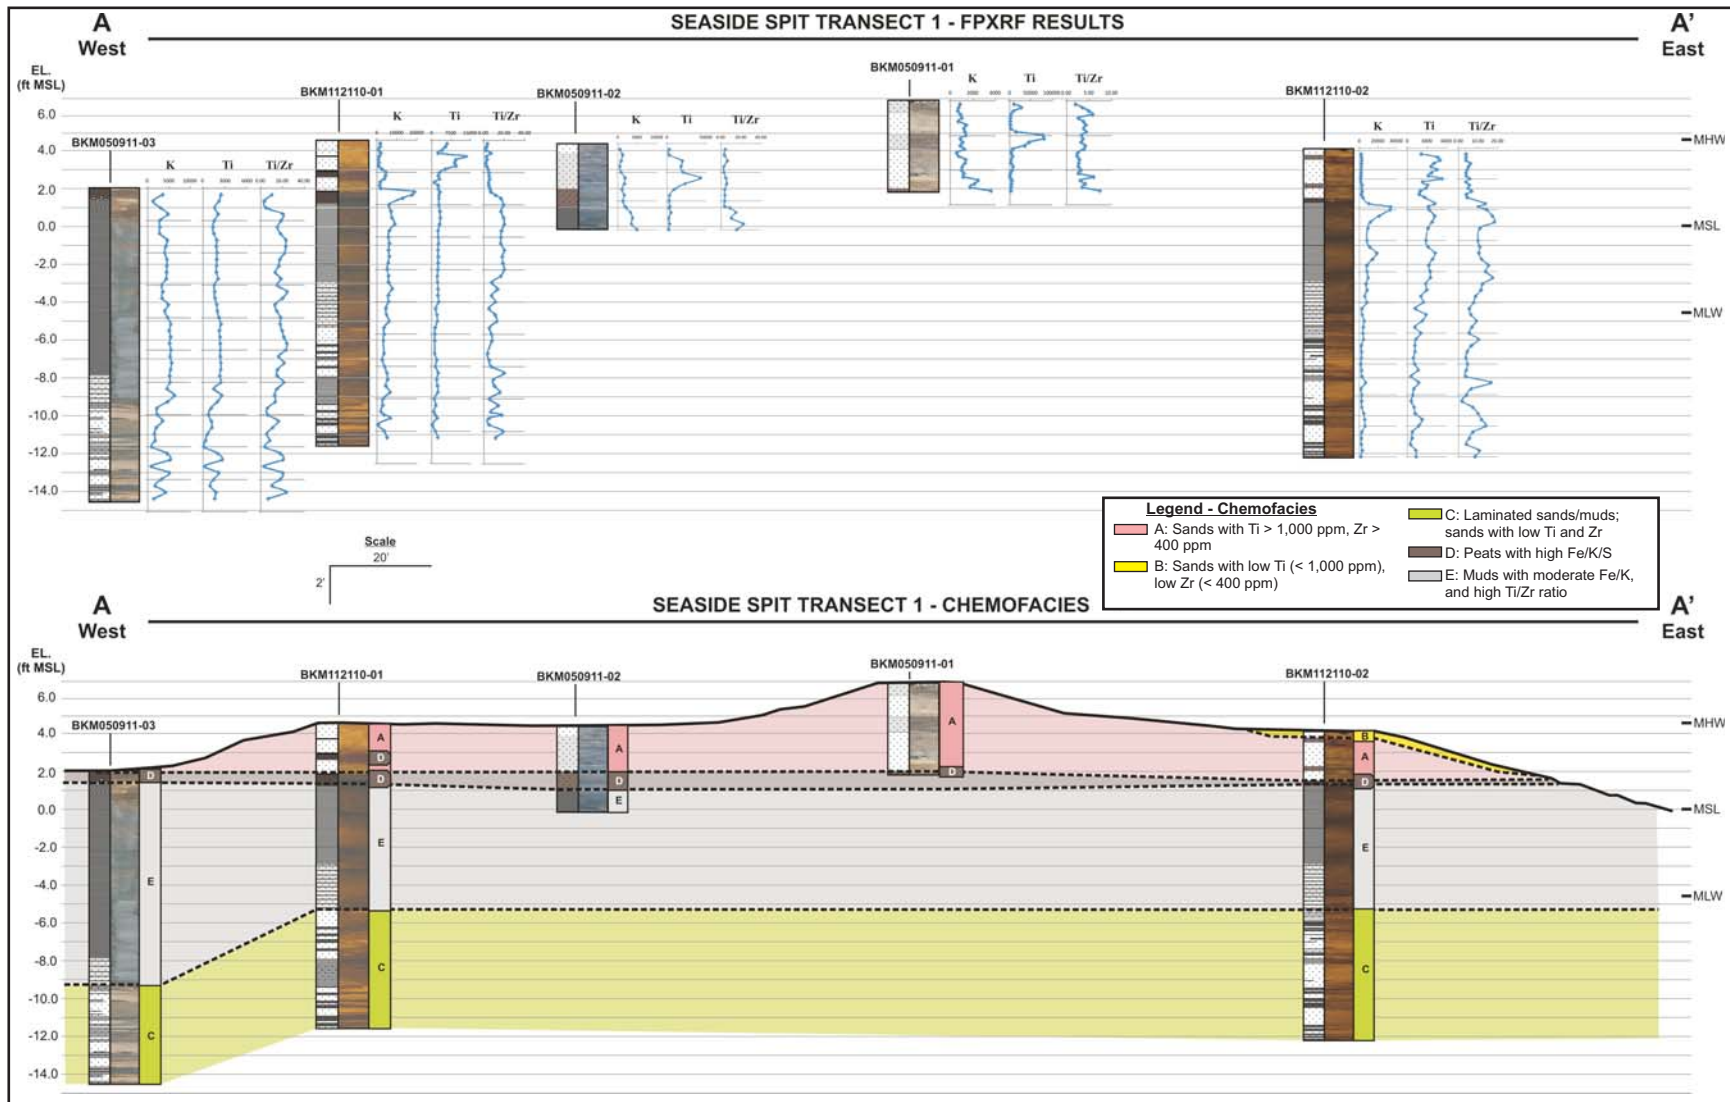 A
SEASIDE SPIT TRANSECT 1 - FPXRF RESULTS
A'
West
East
EL.
(ft MSL)
BKM050911-03
BKM112110-01
BKM050911-02
BKM050911-01
BKM112110-02
K Ti Ti/Zr
K Ti Ti/Zr
K Ti Ti/Zr
K Ti Ti/Zr
K Ti Ti/Zr
6.0
4.0
2.0
0.0
-2.0
-4.0
-6.0
-8.0
-10.0
-12.0
-14.0
MHW
MSL
MLW
Legend - Chemofacies
A: Sands with Ti > 1,000 ppm, Zr >
400 ppm
B: Sands with low Ti (< 1,000 ppm),
low Zr (< 400 ppm)
C: Laminated sands/muds;
sands with low Ti and Zr
D: Peats with high Fe/K/S
E: Muds with moderate Fe/K,
and high Ti/Zr ratio
Scale
20'
2'
A
SEASIDE SPIT TRANSECT 1 - CHEMOFACIES
A'
West
East
EL.
(ft MSL)
BKM050911-03
BKM112110-01
BKM050911-02
BKM050911-01
BKM112110-02
6.0
4.0
2.0
0.0
-2.0
-4.0
-6.0
-8.0
-10.0
-12.0
-14.0
D
E
C
A
D
D
E
C
A
D
E
A
D
B
A
D
E
C
MHW
MSL
MLW